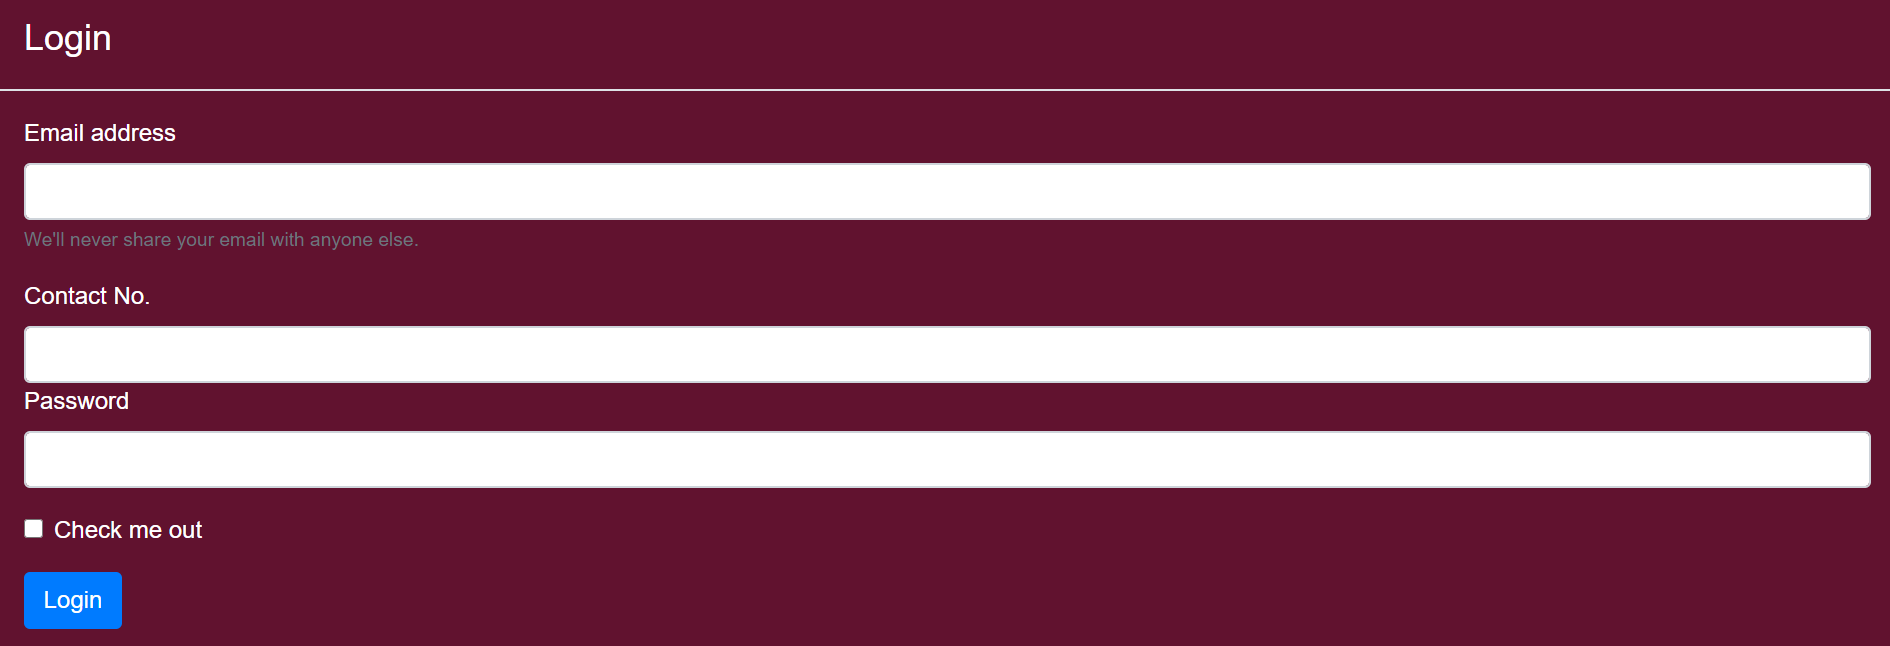 Login
Email address
We'll never share your email with anyone else.
Contact No.
Password
Check me out
Login